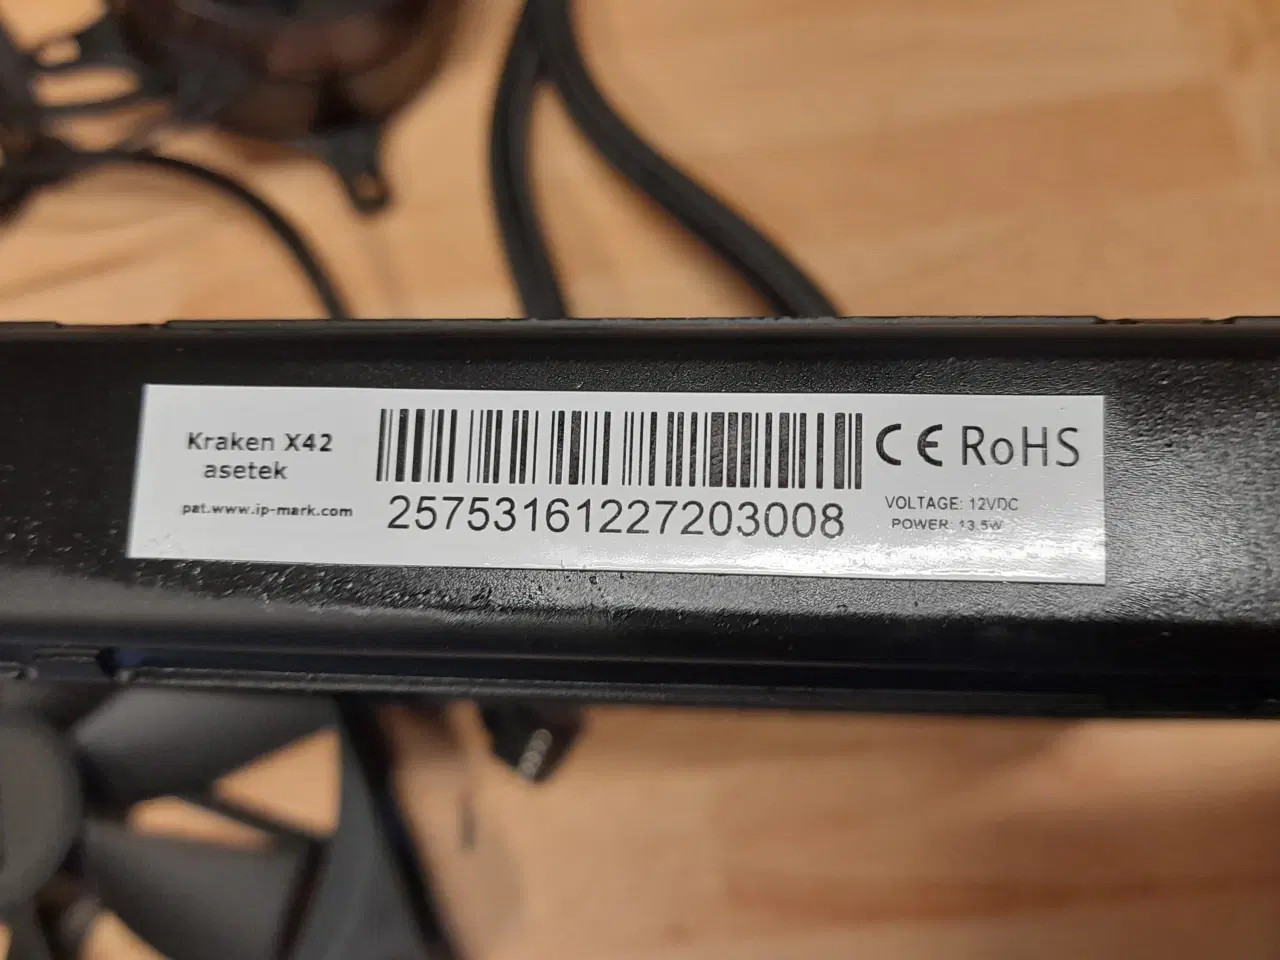 Kraken X42
asetek
pat.www.ip-mark.com
25753161227203008
CE RoHS
VOLTAGE: 12VDC
POWER: 13.5W